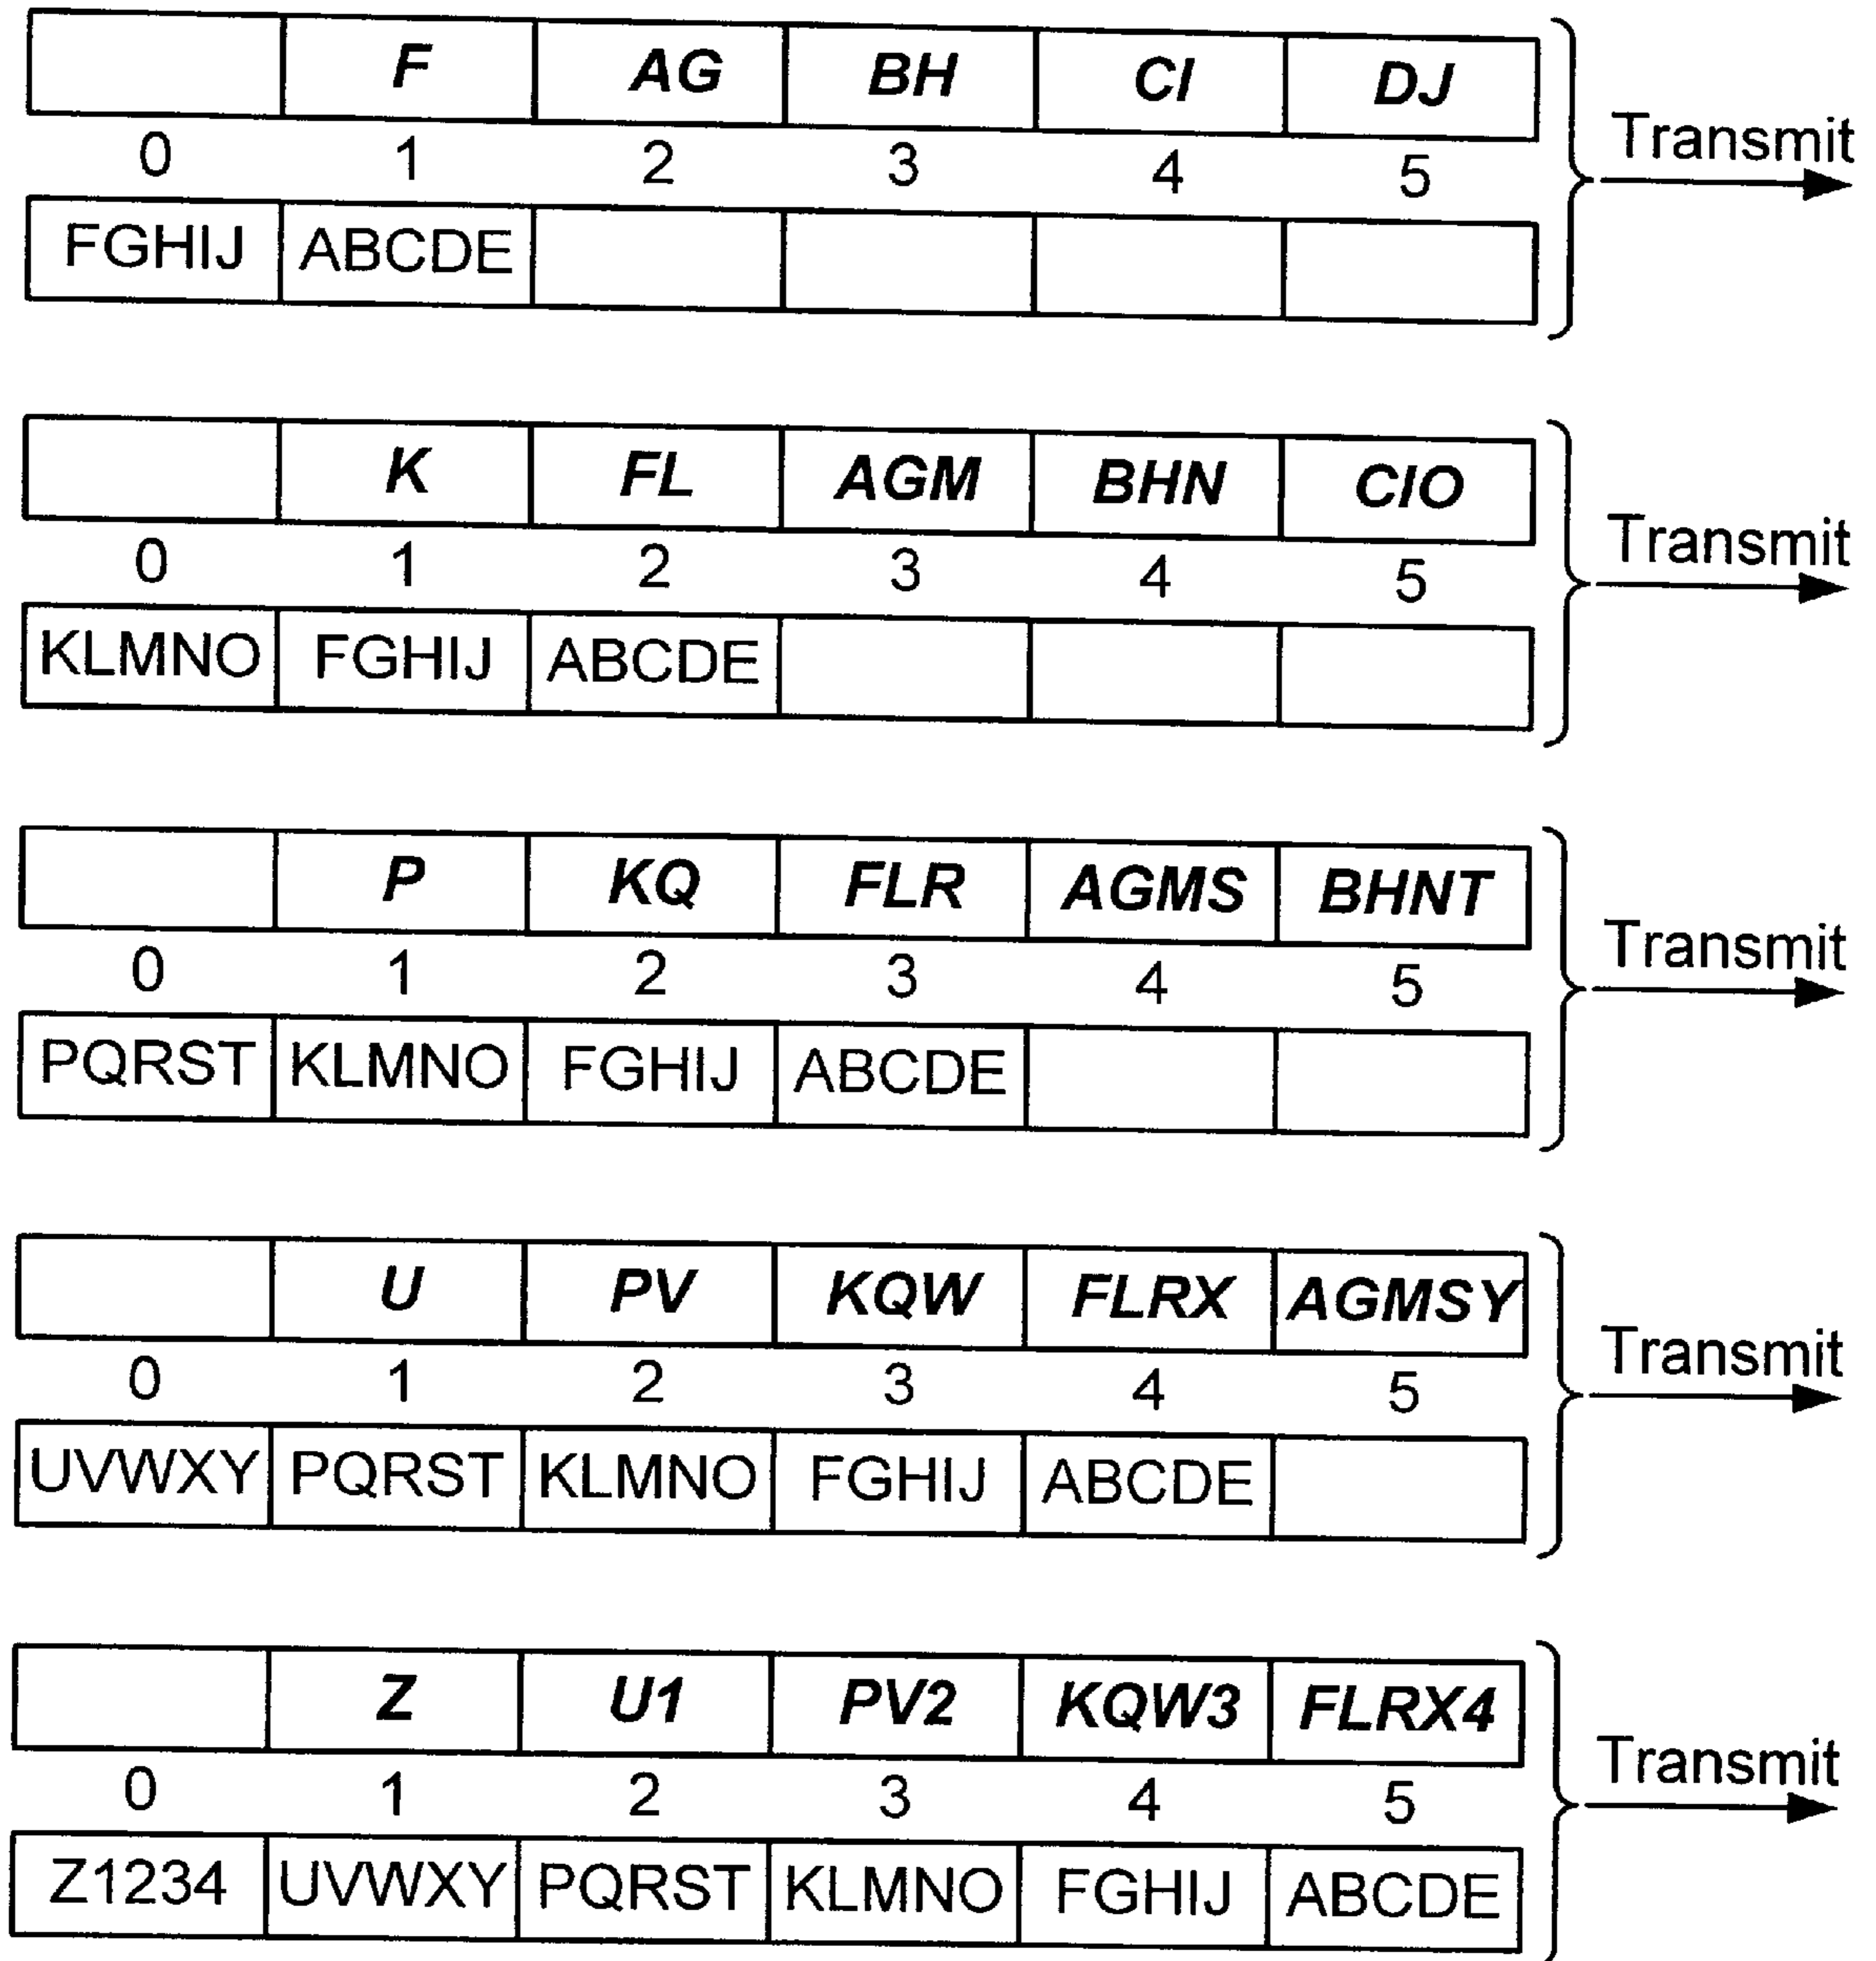 F AG BH CI DJ
Transmit
0 1 2 3 4 5
FGHIJ ABCDE
K FL AGM BHN CIO
Transmit
0 1 2 3 4 5
KLMNO FGHIJ ABCDE
P KQ FLR AGMS BHNT
Transmit
0 1 2 3 4 5
PQRST KLMNO FGHIJ ABCDE
U PV KQW FLRX AGMSY
Transmit
0 1 2 3 4 5
UVWXY PQRST KLMNO FGHIJ ABCDE
Z U1 PV2 KQW3 FLRX4
Transmit
0 1 2 3 4 5
Z1234 UVWXY PQRST KLMNO FGHIJ ABCDE